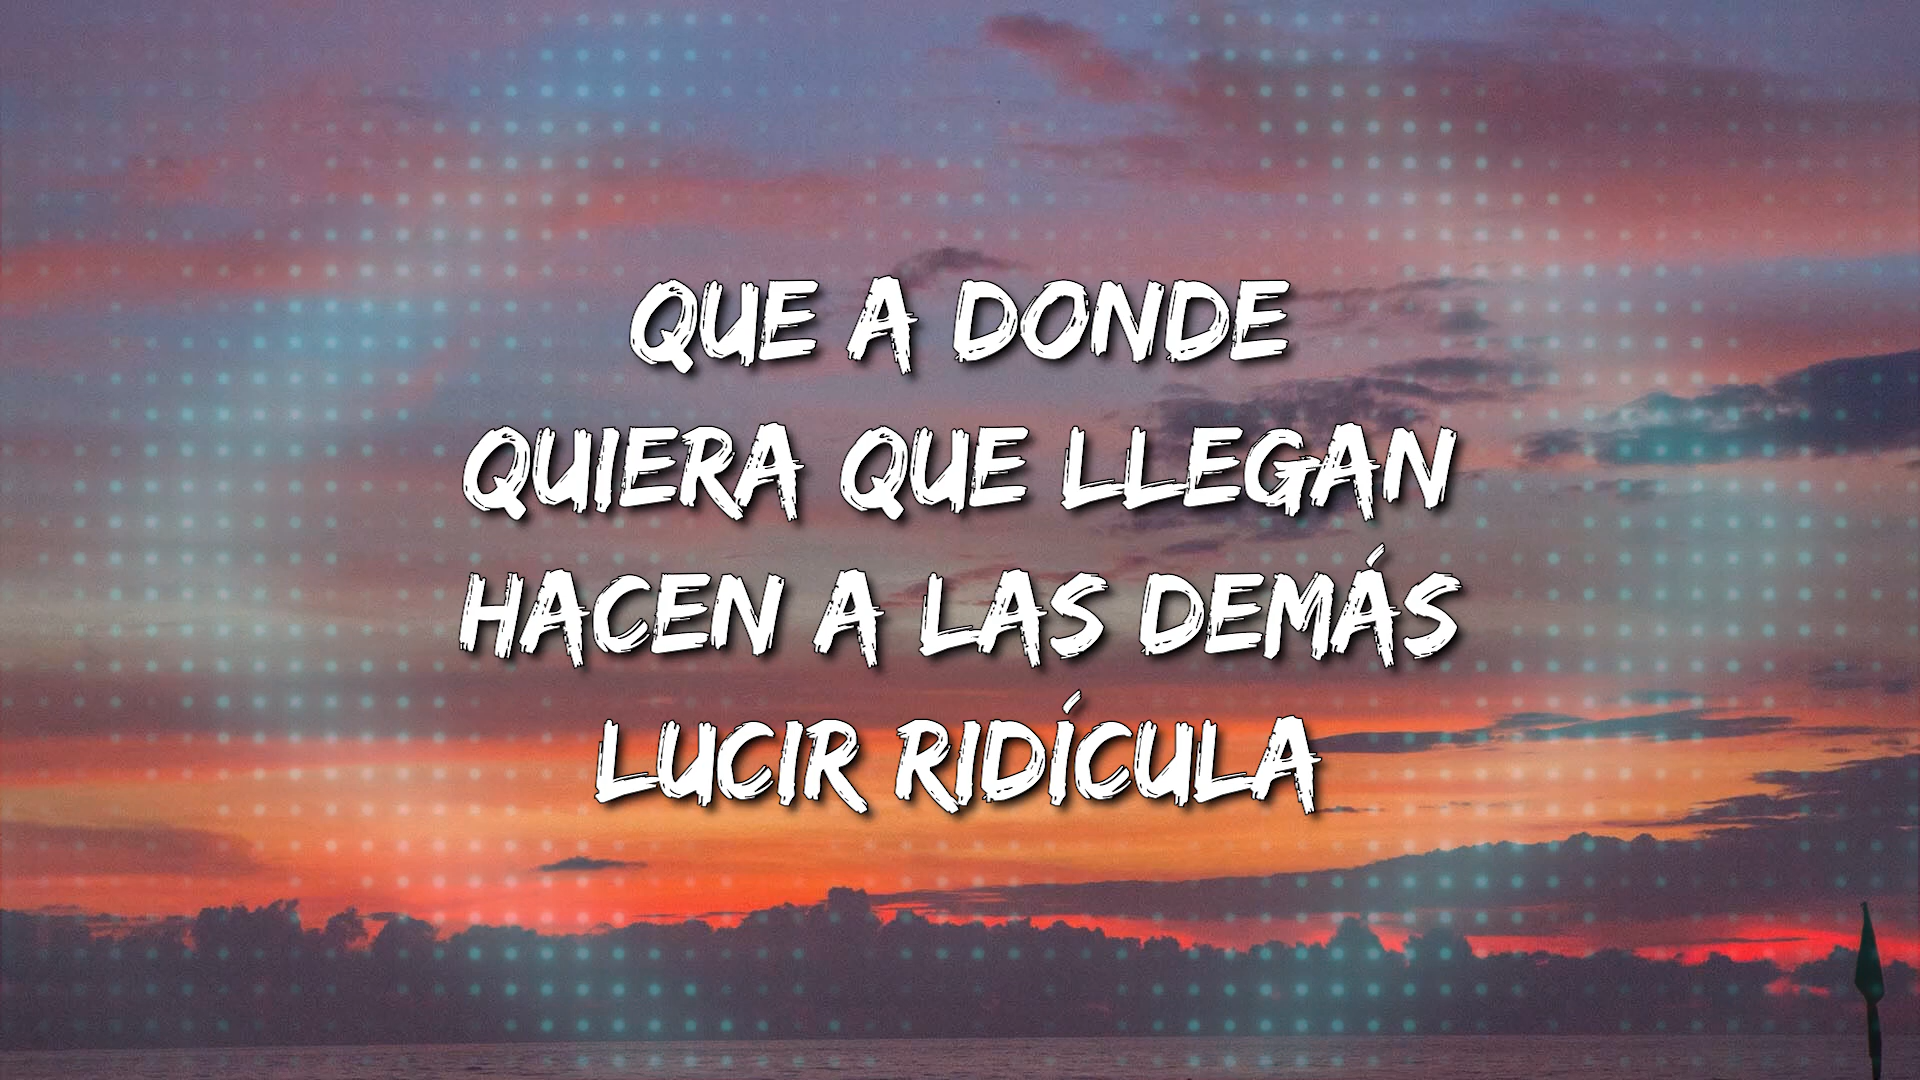 QUE A DONDE
QUIERA QUE LLEGAN
HACEN A LAS DEMÁS
LUCIR RIDÍCULA